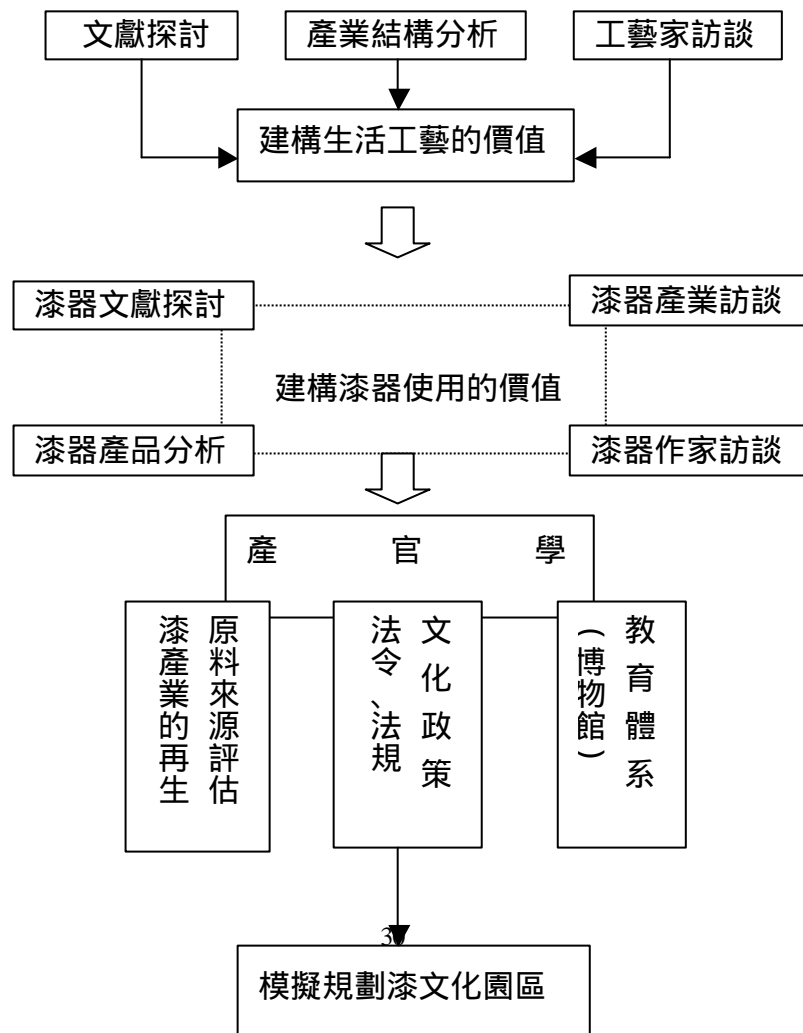 文獻探討
產業結構分析
工藝家訪談
建構生活工藝的價值
漆器文獻探討
漆器產業訪談
建構漆器使用的價值
漆器產品分析
漆器作家訪談
產 官 學
原料來源評估
漆產業的再生
文化政策
法令、法規
教育體系
(博物館)
模擬規劃漆文化園區